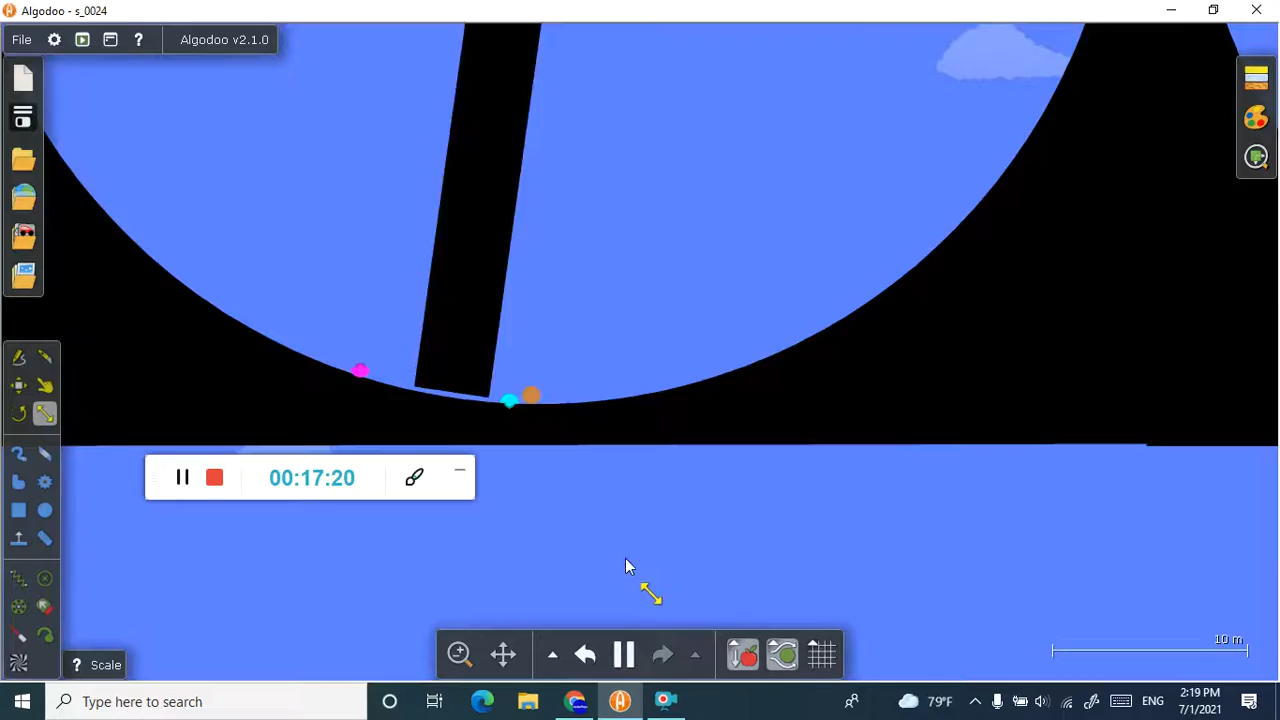 Algodoo - s_0024
File
?
Algodoo v2.1.0
00:17:20
10 m
? Scale
Type here to search
79°F
ENG
2:19 PM
7/1/2021